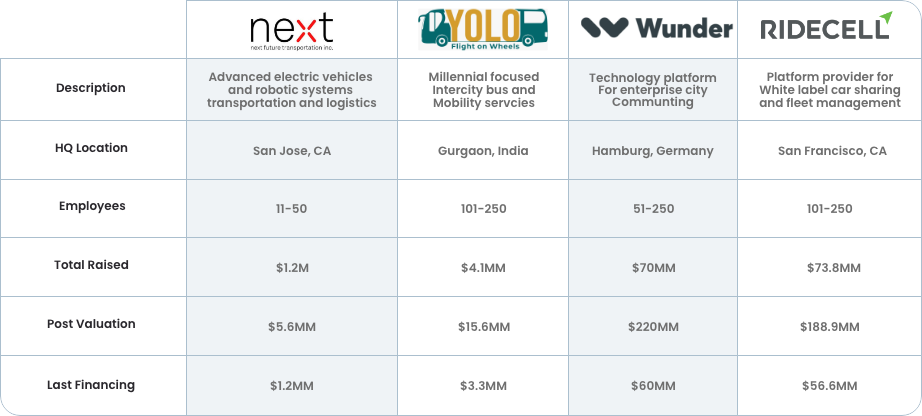 next
next future transportation inc.
YOLO
Flight on Wheels
Wunder
RIDECELL
Description
Advanced electric vehicles
and robotic systems
transportation and logistics
Millennial focused
Intercity bus and
Mobility servcies
Technology platform
For enterprise city
Communting
Platform provider for
White label car sharing
and fleet management
HQ Location
San Jose, CA
Gurgaon, India
Hamburg, Germany
San Francisco, CA
Employees
11-50
101-250
51-250
101-250
Total Raised
$1.2M
$4.1MM
$70MM
$73.8MM
Post Valuation
$5.6MM
$15.6MM
$220MM
$188.9MM
Last Financing
$1.2MM
$3.3MM
$60MM
$56.6MM